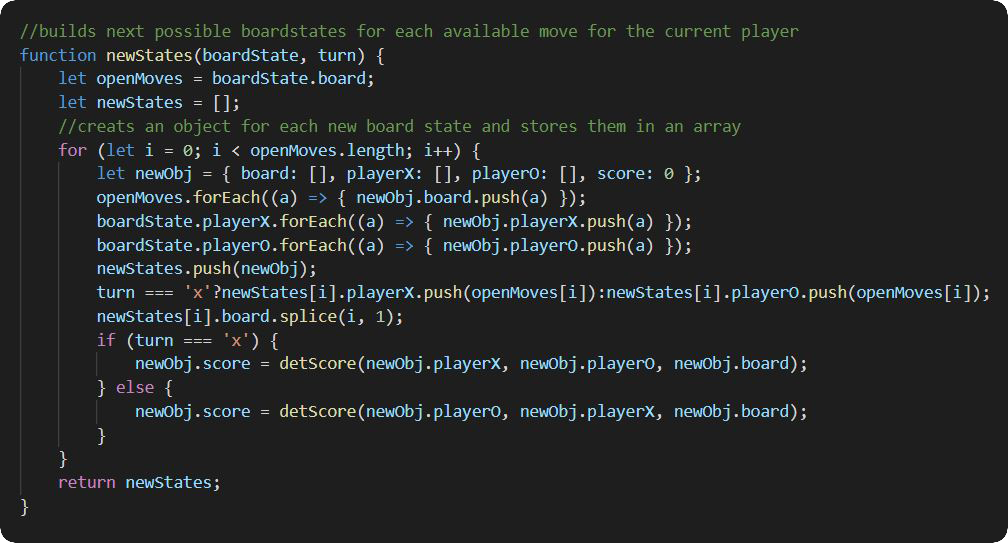 //builds next possible boardstates for each available move for the current player
function newStates(boardState, turn) {
    let openMoves = boardState.board;
    let newStates = [];
    //creats an object for each new board state and stores them in an array
    for (let i = 0; i < openMoves.length; i++) {
        let newObj = { board: [], playerX: [], playerO: [], score: 0 };
        openMoves.forEach((a) => { newObj.board.push(a) });
        boardState.playerX.forEach((a) => { newObj.playerX.push(a) });
        boardState.playerO.forEach((a) => { newObj.playerO.push(a) });
        newStates.push(newObj);
        turn === 'x'?newStates[i].playerX.push(openMoves[i]):newStates[i].playerO.push(openMoves[i]);
        newStates[i].board.splice(i, 1);
        if (turn === 'x') {
            newObj.score = detScore(newObj.playerX, newObj.playerO, newObj.board);
        } else {
            newObj.score = detScore(newObj.playerO, newObj.playerX, newObj.board);
        }
    }
    return newStates;
}